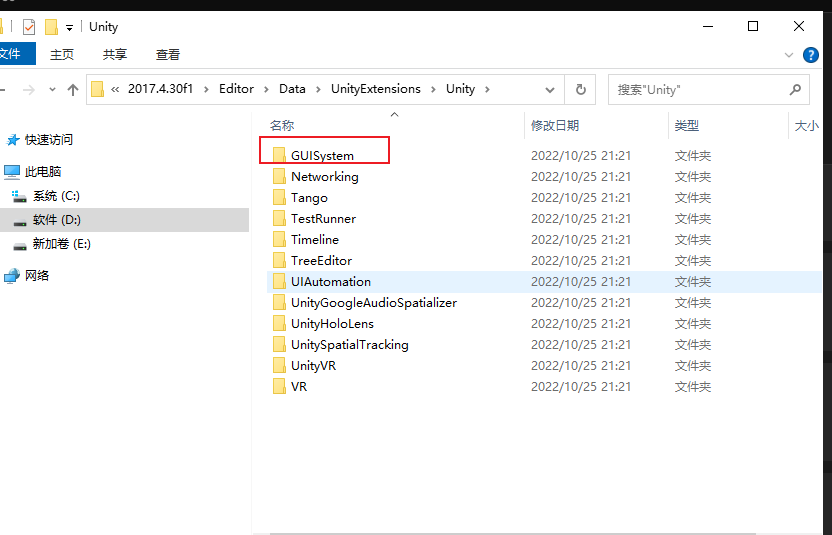 Unity
文件 主页 共享 查看
« 2017.4.30f1 > Editor > Data > UnityExtensions > Unity >
搜索"Unity"
名称 修改日期 类型 大小
快速访问
此电脑
系统 (C:)
软件 (D:)
新加卷 (E:)
网络
GUISystem 2022/10/25 21:21 文件夹
Networking 2022/10/25 21:21 文件夹
Tango 2022/10/25 21:21 文件夹
TestRunner 2022/10/25 21:21 文件夹
Timeline 2022/10/25 21:21 文件夹
TreeEditor 2022/10/25 21:21 文件夹
UIAutomation 2022/10/25 21:21 文件夹
UnityGoogleAudioSpatializer 2022/10/25 21:21 文件夹
UnityHoloLens 2022/10/25 21:21 文件夹
UnitySpatialTracking 2022/10/25 21:21 文件夹
UnityVR 2022/10/25 21:21 文件夹
VR 2022/10/25 21:21 文件夹